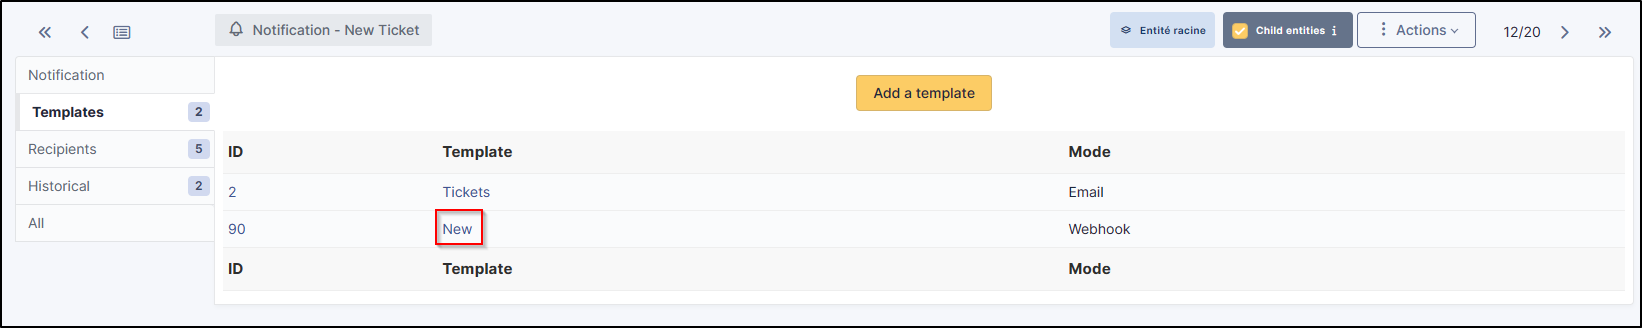 Notification - New Ticket
Entité racine
Child entities i
Actions
12/20
Notification
Templates 2
Recipients 5
Historical 2
All
Add a template
ID Template Mode
2 Tickets Email
90 New Webhook
ID Template Mode